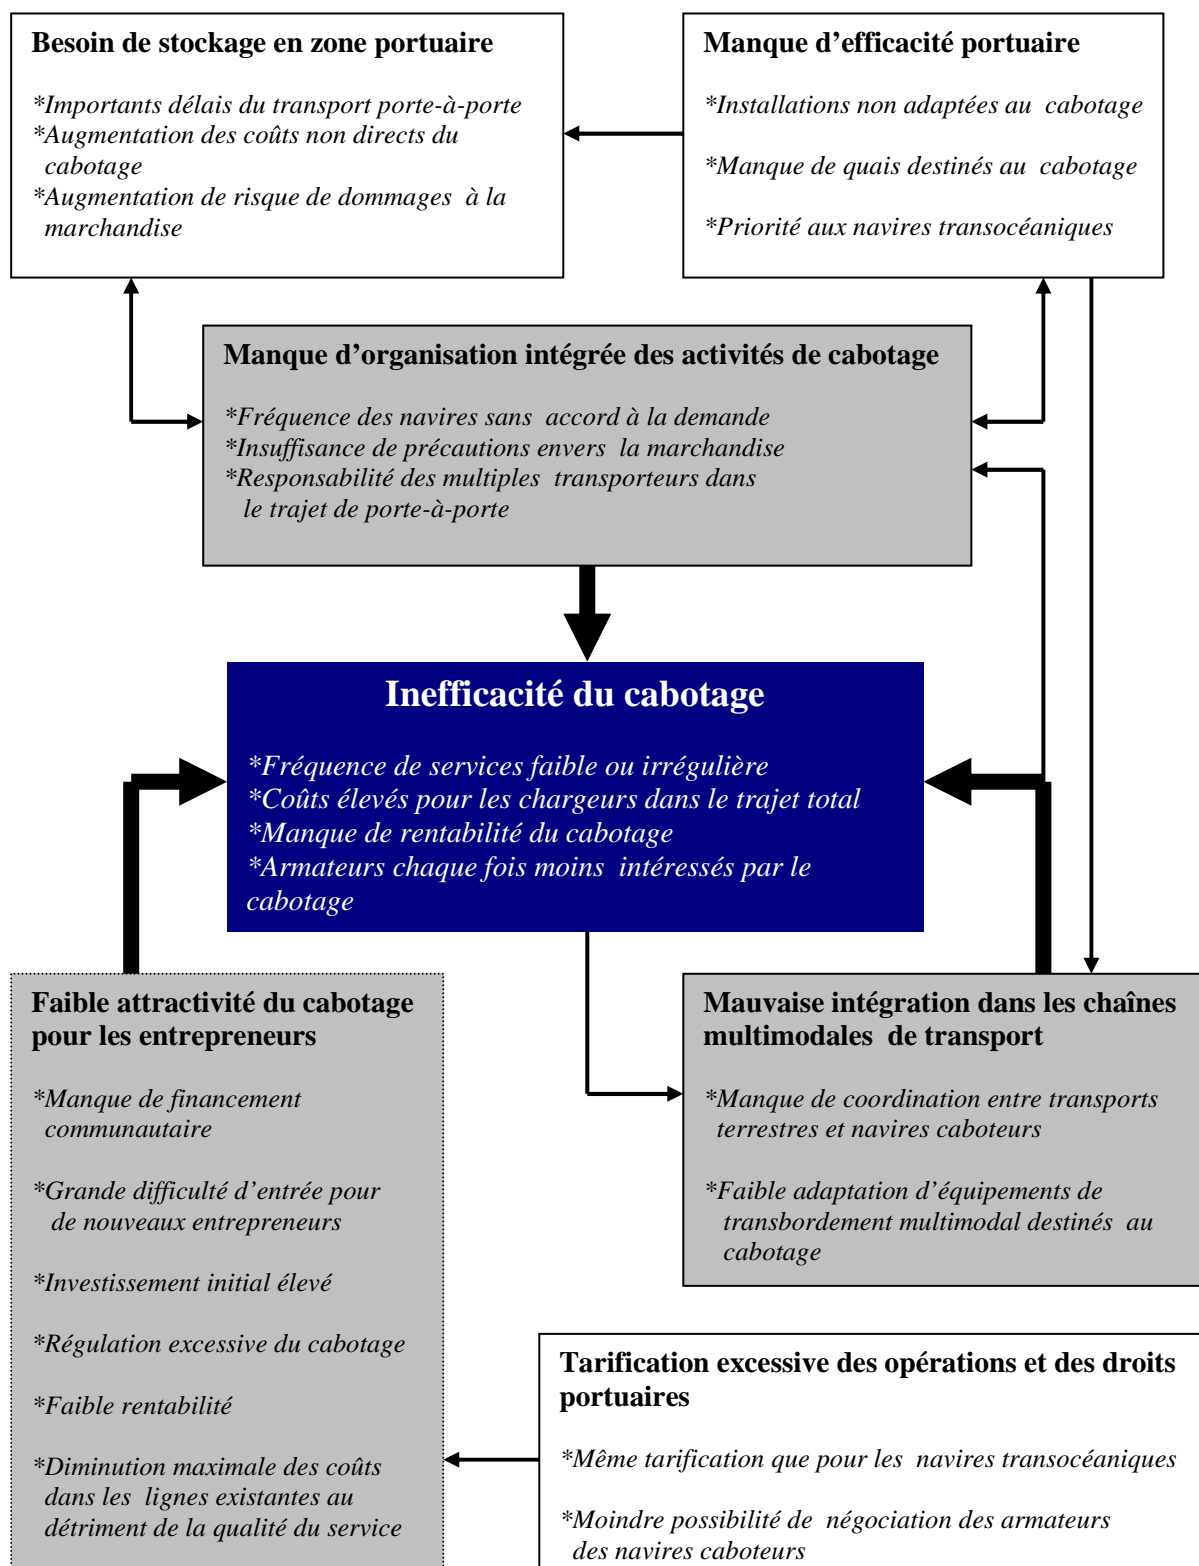 Besoin de stockage en zone portuaire
*Importants délais du transport porte-à-porte
*Augmentation des coûts non directs du
cabotage
*Augmentation de risque de dommages à la
marchandise
Manque d’efficacité portuaire
*Installations non adaptées au cabotage
*Manque de quais destinés au cabotage
*Priorité aux navires transocéaniques
Manque d’organisation intégrée des activités de cabotage
*Fréquence des navires sans accord à la demande
*Insuffisance de précautions envers la marchandise
*Responsabilité des multiples transporteurs dans
le trajet de porte-à-porte
Inefficacité du cabotage
*Fréquence de services faible ou irrégulière
*Coûts élevés pour les chargeurs dans le trajet total
*Manque de rentabilité du cabotage
*Armateurs chaque fois moins intéressés par le
cabotage
Faible attractivité du cabotage
pour les entrepreneurs
*Manque de financement
communautaire
*Grande difficulté d’entrée pour
de nouveaux entrepreneurs
*Investissement initial élevé
*Régulation excessive du cabotage
*Faible rentabilité
*Diminution maximale des coûts
dans les lignes existantes au
détriment de la qualité du service
Mauvaise intégration dans les chaînes
multimodales de transport
*Manque de coordination entre transports
terrestres et navires caboteurs
*Faible adaptation d’équipements de
transbordement multimodal destinés au
cabotage
Tarification excessive des opérations et des droits
portuaires
*Même tarification que pour les navires transocéaniques
*Moindre possibilité de négociation des armateurs
des navires caboteurs